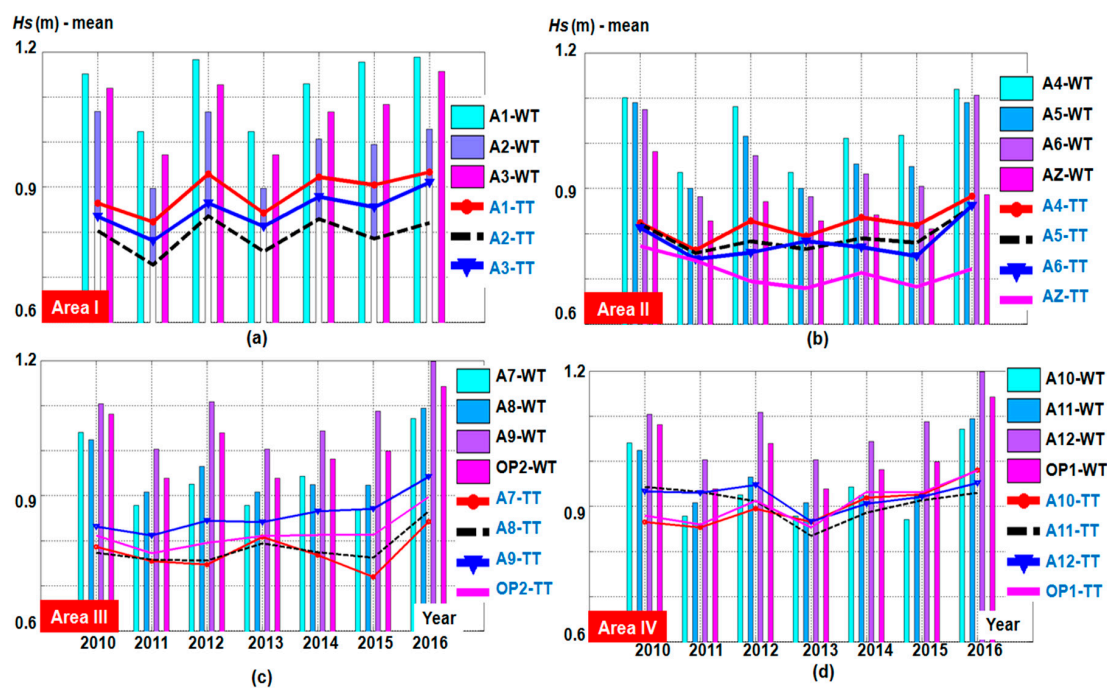 Hs (m) - mean
1.2
0.9
0.6
Area I
A1-WT
A2-WT
A3-WT
A1-TT
A2-TT
A3-TT
(a)
Hs (m) - mean
1.2
0.9
0.6
Area II
A4-WT
A5-WT
A6-WT
AZ-WT
A4-TT
A5-TT
A6-TT
AZ-TT
(b)
1.2
0.9
0.6
Area III
A7-WT
A8-WT
A9-WT
OP2-WT
A7-TT
A8-TT
A9-TT
OP2-TT
Year
2010 2011 2012 2013 2014 2015 2016
(c)
1.2
0.9
0.6
Area IV
A10-WT
A11-WT
A12-WT
OP1-WT
A10-TT
A11-TT
A12-TT
OP1-TT
Year
2010 2011 2012 2013 2014 2015 2016
(d)